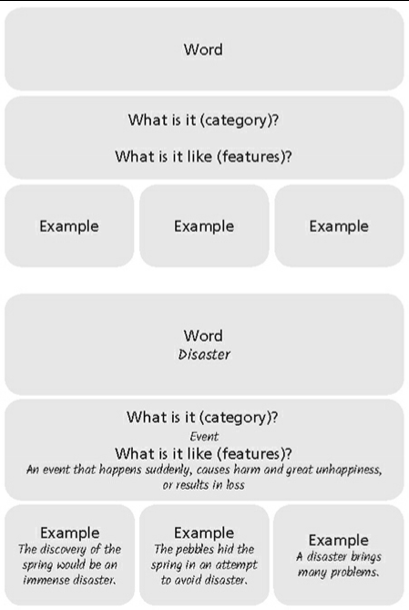 Word
What is it (category)?
What is it like (features)?
Example
Example
Example
Word
Disaster
What is it (category)?
Event
What is it like (features)?
An event that happens suddenly, causes harm and great unhappiness,
or results in loss
Example
The discovery of the
spring would be an
immense disaster.
Example
The pebbles hid the
spring in an attempt
to avoid disaster.
Example
A disaster brings
many problems.